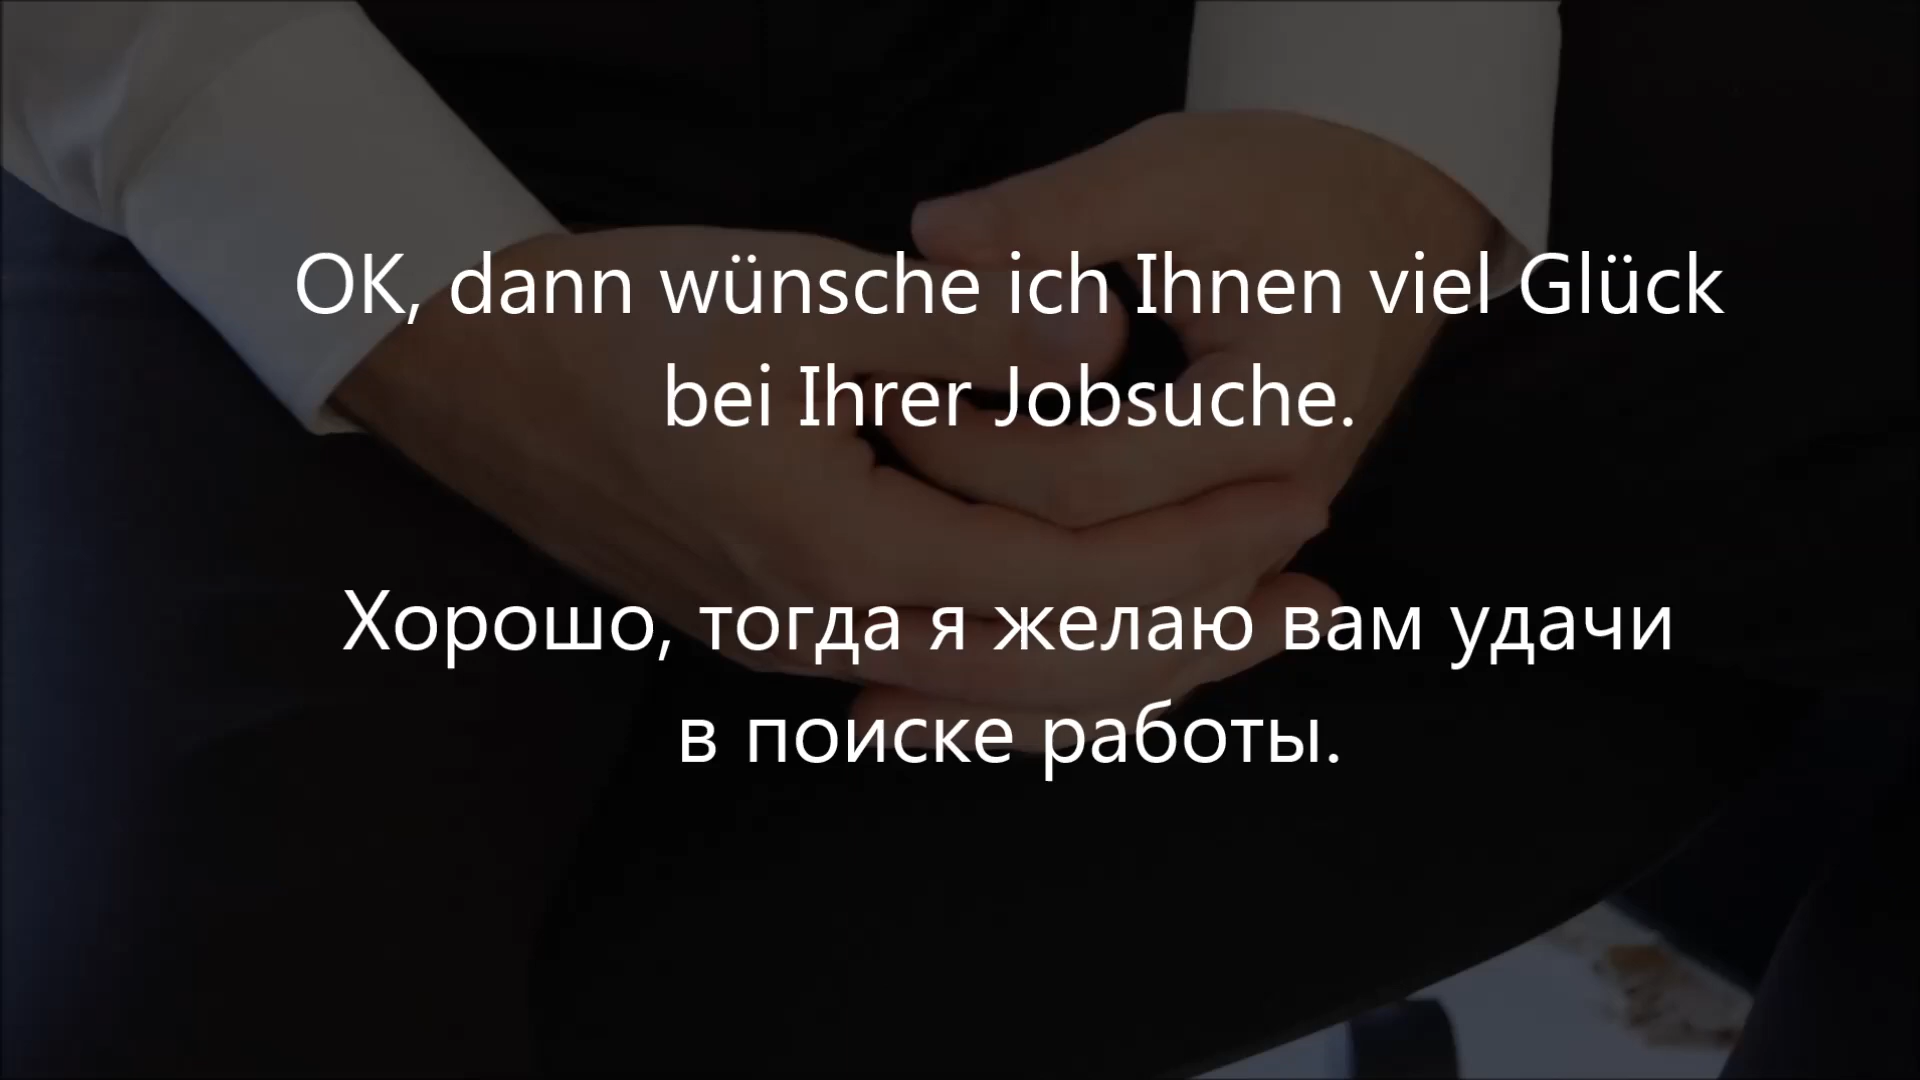 OK, dann wünsche ich Ihnen viel Glück
bei Ihrer Jobsuche.
Хорошо, тогда я желаю вам удачи
в поиске работы.